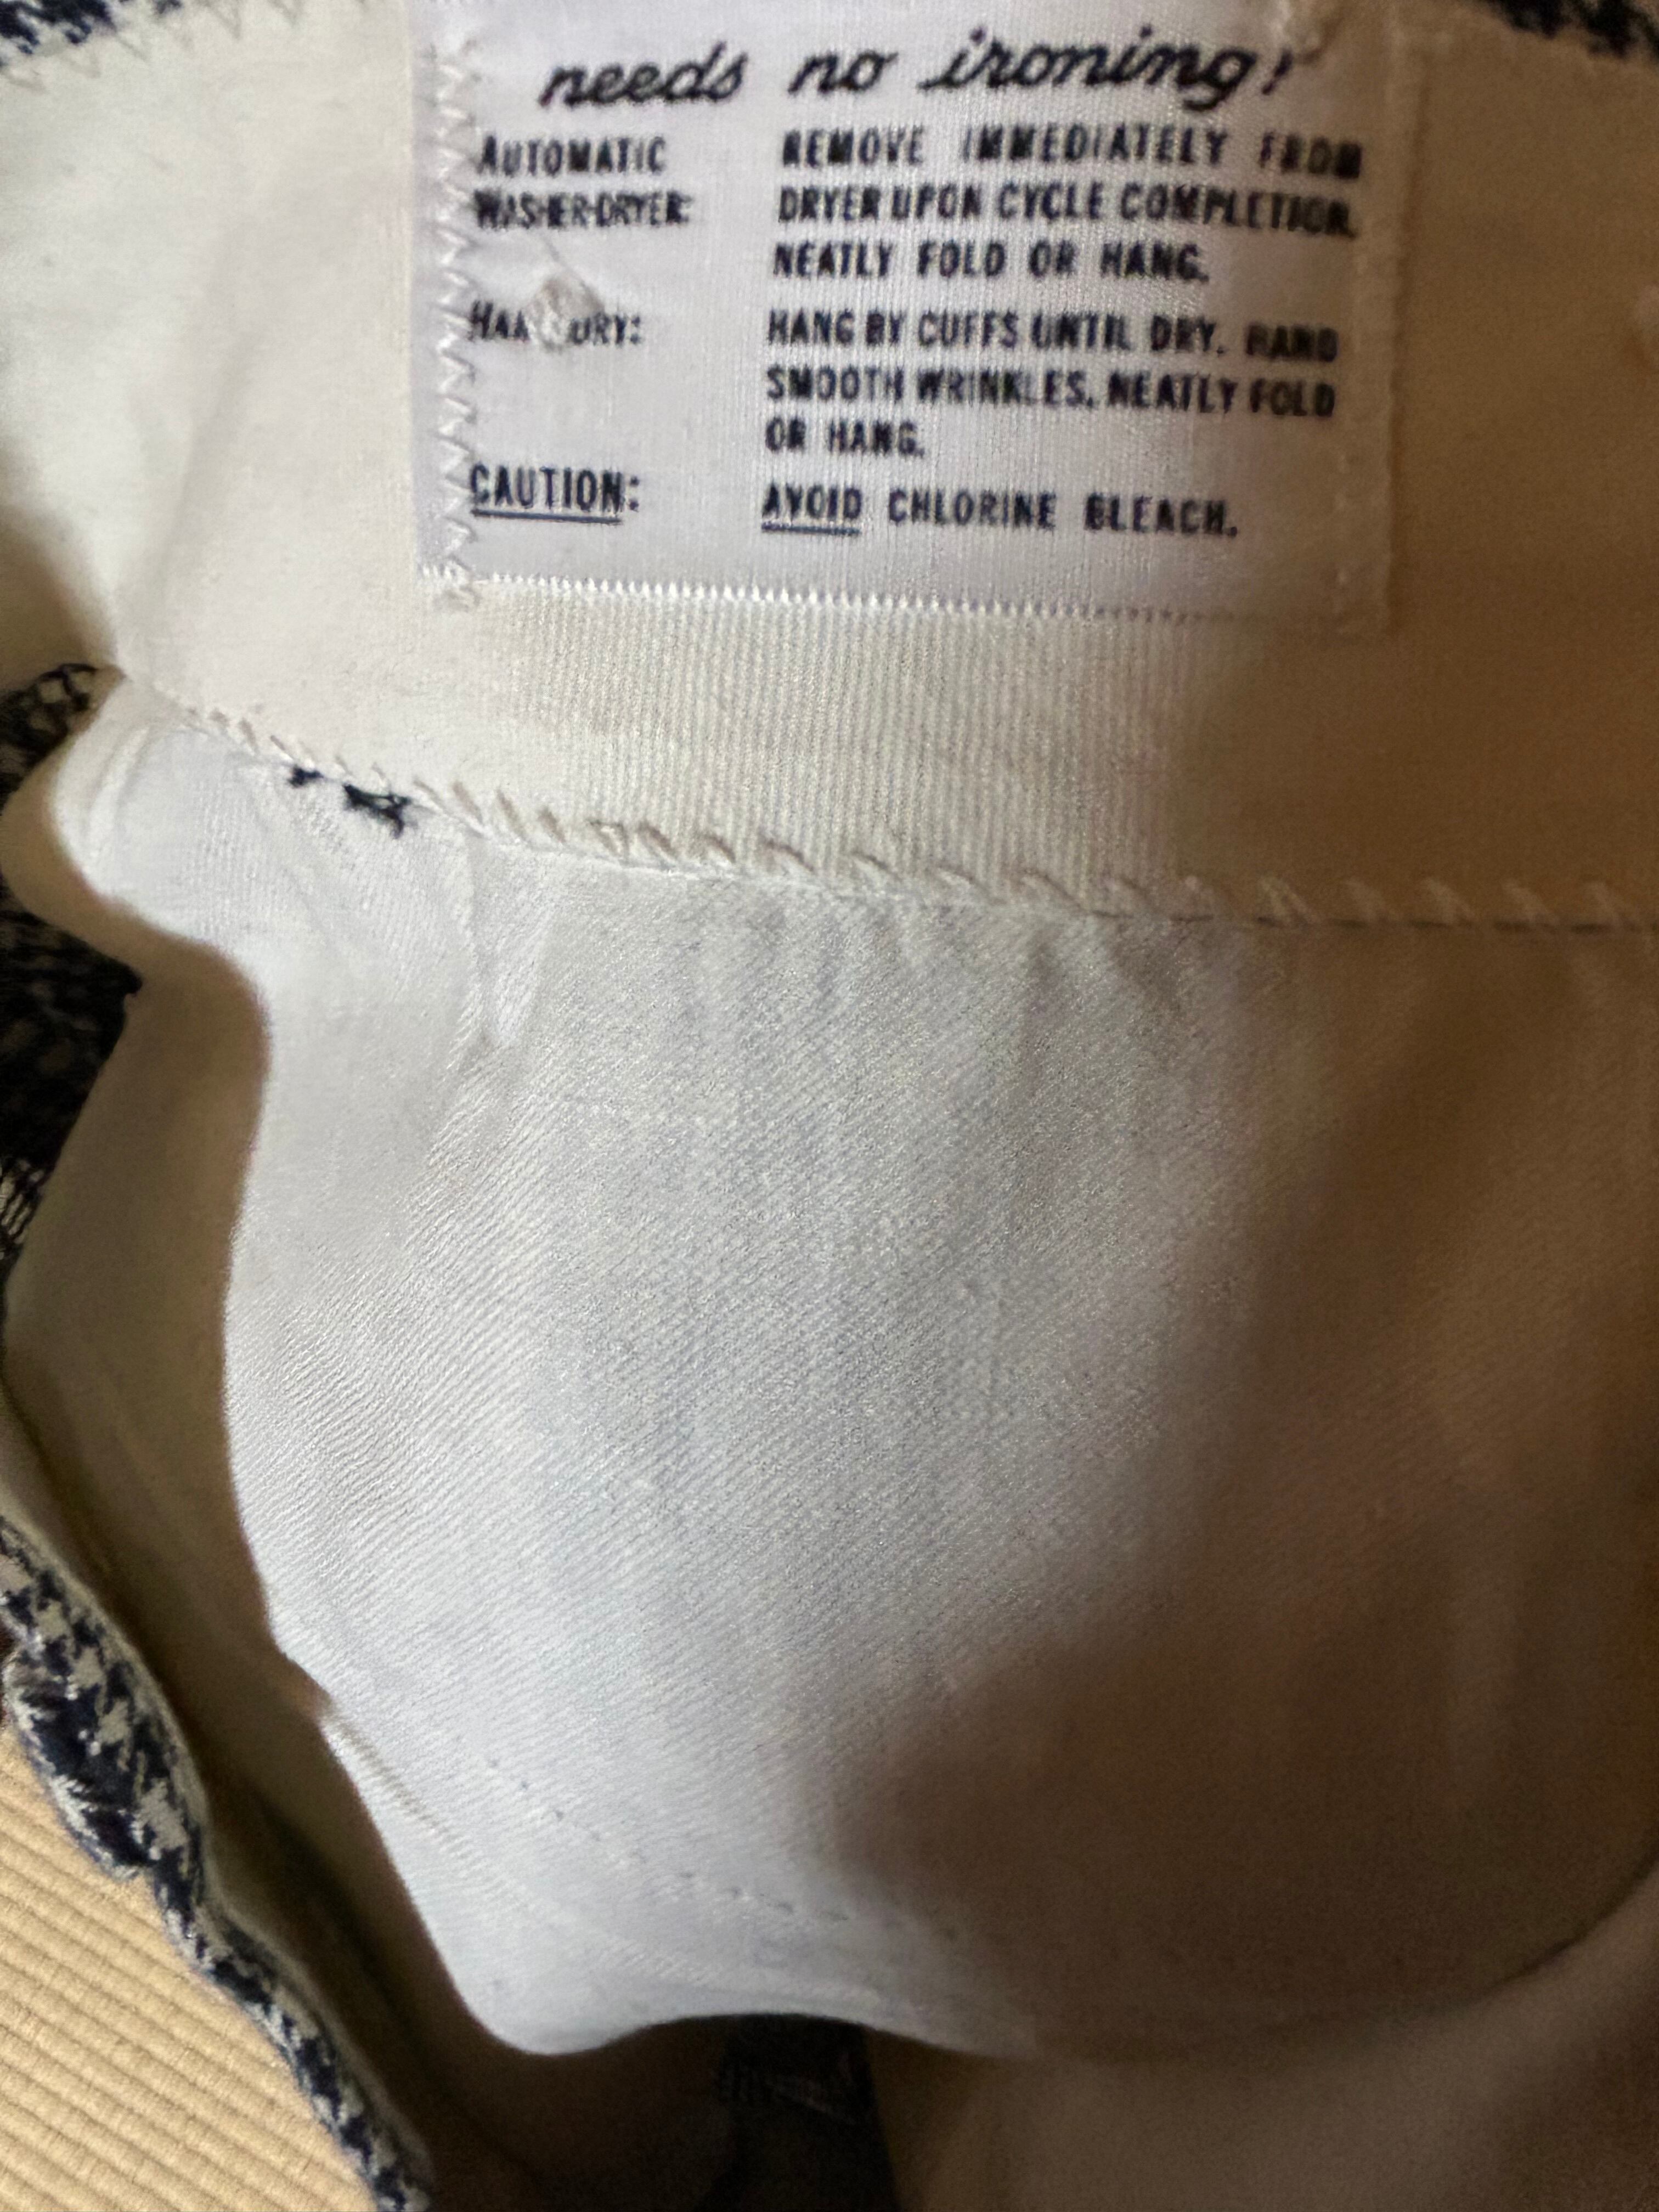 needs no ironing!
AUTOMATIC REMOVE IMMEDIATELY FROM
WASHER-DRYER: DRYER UPON CYCLE COMPLETION.
NEATLY FOLD OR HANG.
DRY: HANG BY CUFFS UNTIL DRY. HAND
SMOOTH WRINKLES. NEATLY FOLD
OR HANG.
CAUTION: AVOID CHLORINE BLEACH.